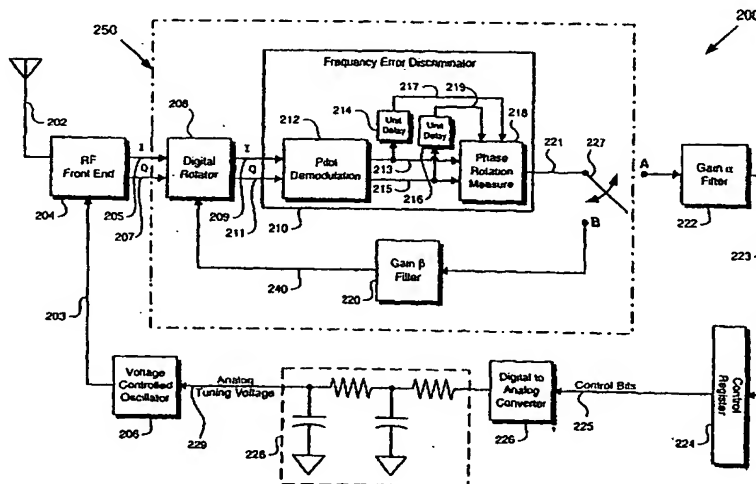 250
200
Frequency Error Discriminator
217
219
202
208
212
214
Unit Delay
Unit Delay
218
221
227
A
RF Front End
204
I
Q
205
207
Digital Rotator
I
Q
209
211
Pilot Demodulation
213
215
216
Phase Rotation Measure
Gain α Filter
222
210
B
223
203
240
Gain β Filter
220
Voltage Controlled Oscillator
206
Analog Tuning Voltage
229
228
Digital to Analog Converter
226
Control Bits
225
Control Register
224